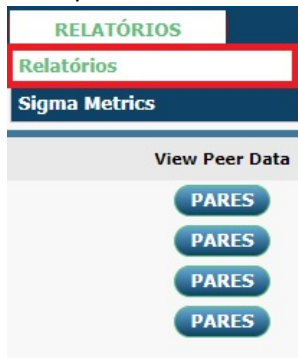 RELATÓRIOS
Relatórios
Sigma Metrics
View Peer Data
PARES
PARES
PARES
PARES